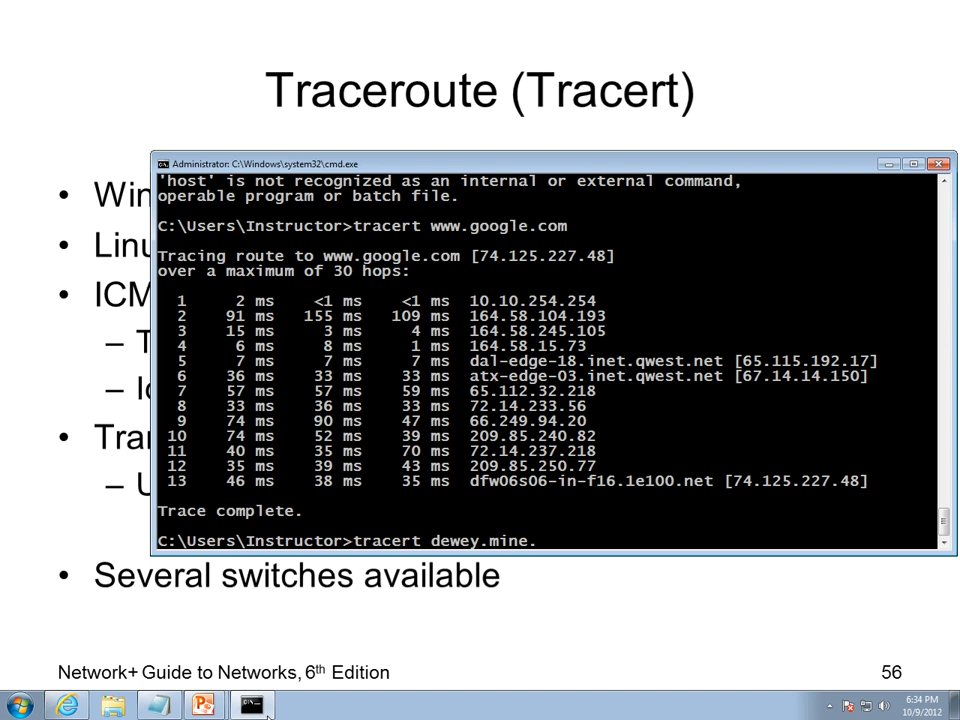 Traceroute (Tracert)
Administrator: C:\Windows\system32\cmd.exe
'host' is not recognized as an internal or external command,
operable program or batch file.
C:\Users\Instructor>tracert www.google.com
Tracing route to www.google.com [74.125.227.48]
over a maximum of 30 hops:
1 2 ms <1 ms <1 ms 10.10.254.254
2 91 ms 155 ms 109 ms 164.58.104.193
3 15 ms 3 ms 4 ms 164.58.245.105
4 6 ms 8 ms 1 ms 164.58.15.73
5 7 ms 7 ms 7 ms dal-edge-18.inet.qwest.net [65.115.192.17]
6 36 ms 33 ms 33 ms atx-edge-03.inet.qwest.net [67.14.14.150]
7 57 ms 57 ms 59 ms 65.112.32.218
8 33 ms 36 ms 33 ms 72.14.233.56
9 74 ms 90 ms 47 ms 66.249.94.20
10 74 ms 52 ms 39 ms 209.85.240.82
11 40 ms 35 ms 70 ms 72.14.237.218
12 35 ms 39 ms 43 ms 209.85.250.77
13 46 ms 38 ms 35 ms dfw06s06-in-f16.1e100.net [74.125.227.48]
Trace complete.
C:\Users\Instructor>tracert dewey.mine.
• Win
• Linu
• ICM
– T
• Tra
– U
• Several switches available
Network+ Guide to Networks, 6th Edition
56
6:34 PM
10/9/2012